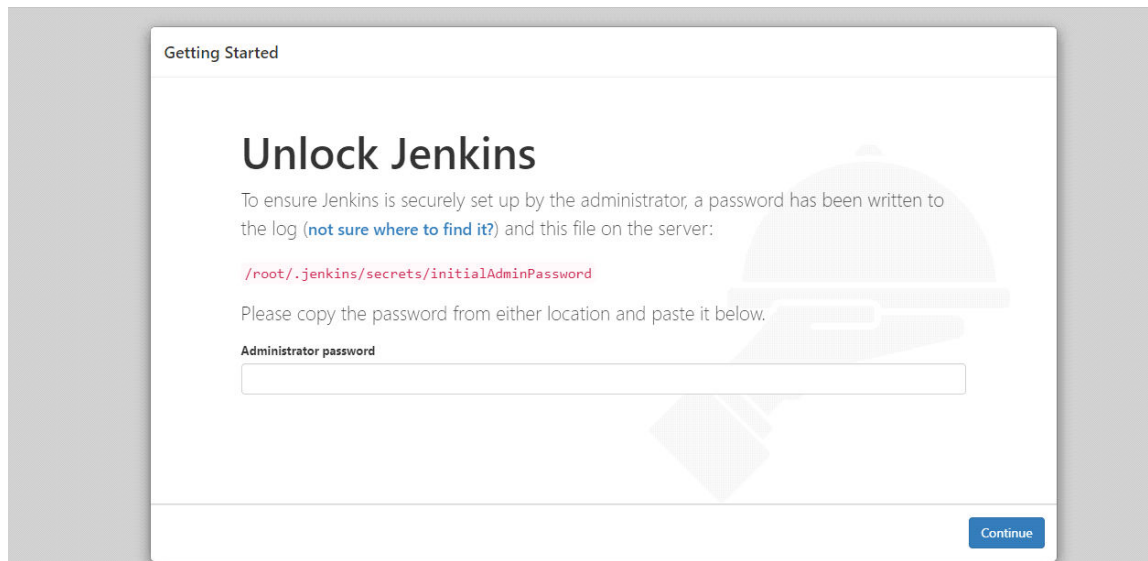 Getting Started
Unlock Jenkins
To ensure Jenkins is securely set up by the administrator, a password has been written to
the log (not sure where to find it?) and this file on the server:
/root/.jenkins/secrets/initialAdminPassword
Please copy the password from either location and paste it below.
Administrator password
Continue